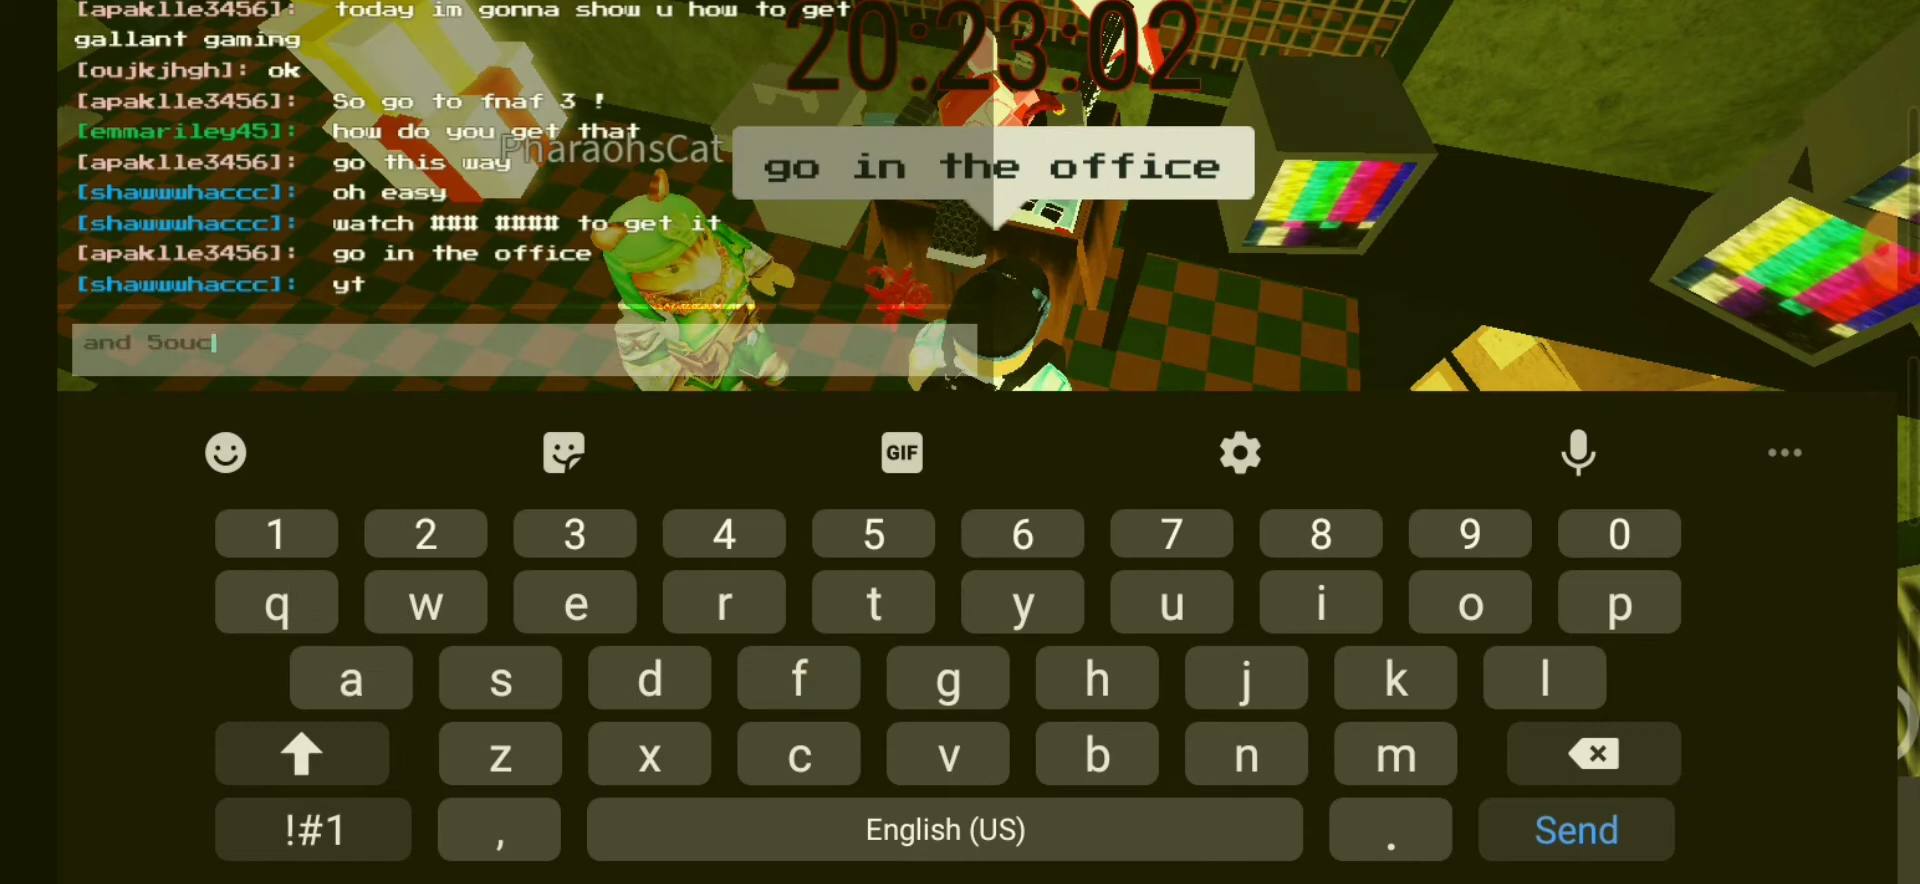 [apaklle3456]: today im gonna show u how to get
gallant gaming
[oujkjhgh]: ok
[apaklle3456]: So go to fnaf 3 !
[emmariley45]: how do you get that
[apaklle3456]: go this way
[shawwwhaccc]: oh easy
[shawwwhaccc]: watch ### #### to get it
[apaklle3456]: go in the office
[shawwwhaccc]: yt
and 5ouc
20:23:02
PharaohsCat
go in the office
GIF
1 2 3 4 5 6 7 8 9 0
q w e r t y u i o p
a s d f g h j k l
z x c v b n m
!#1 , English (US) . Send